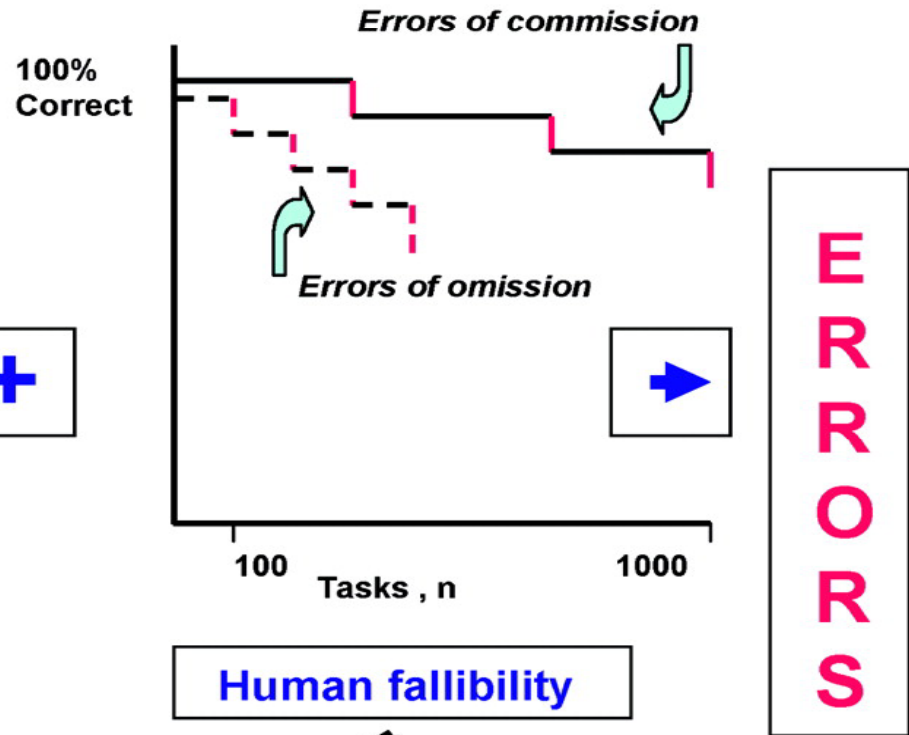 Errors of commission
100%
Correct
Errors of omission
+
100
1000
Tasks , n
Human fallibility
E
R
R
O
R
S